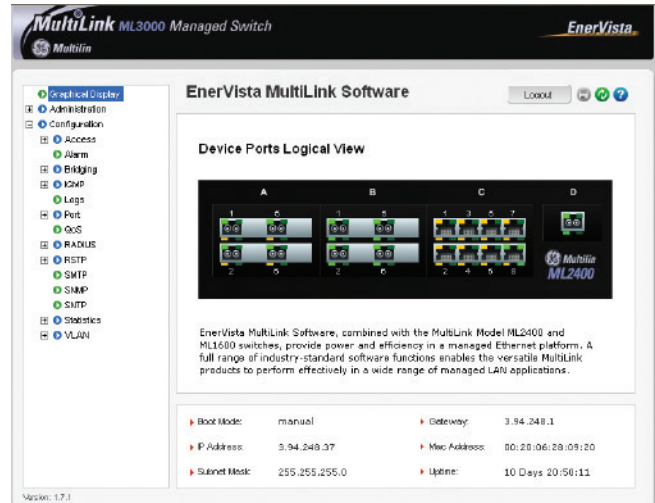 MultiLink ML3000 Managed Switch
EnerVista
Multilin
Graphical Display
Administration
Configuration
Access
Alarm
Bridging
IGMP
Logs
Port
QoS
RADIUS
RSTP
SMTP
SNMP
SNTP
Statistics
VLAN
EnerVista MultiLink Software
Logout
Device Ports Logical View
A B C D
1 6 1 5 1 3 5 7
2 6 2 6 2 4 6 8
Multilin
ML2400
EnerVista MultiLink Software, combined with the MultiLink Model ML2400 and
ML1600 switches, provide power and efficiency in a managed Ethernet platform. A
full range of industry-standard software functions enables the versatile MultiLink
products to perform effectively in a wide range of managed LAN applications.
Boot Mode: manual Gateway: 3.94.248.1
IP Address: 3.94.248.37 Mac Address: 00:20:06:28:09:20
Subnet Mask: 255.255.255.0 Uptime: 10 Days 20:50:11
Version: 1.7.1